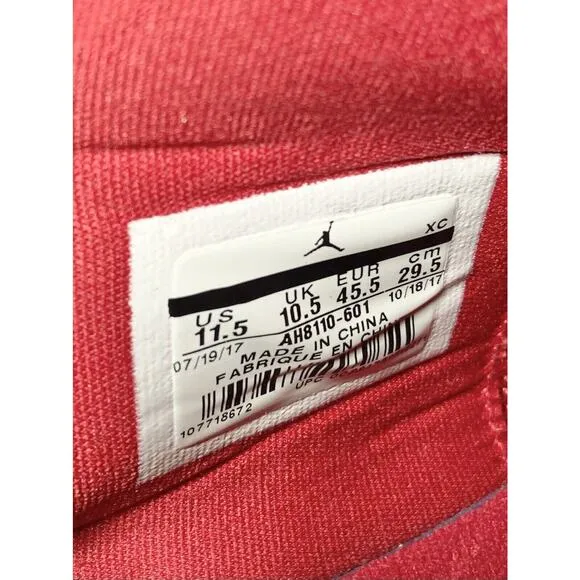 XC
US UK EUR cm
11.5 10.5 45.5 29.5
07/19/17 AH8110-601 10/18/17
MADE IN CHINA
FABRIQUE EN CHINE
UPC
107718672